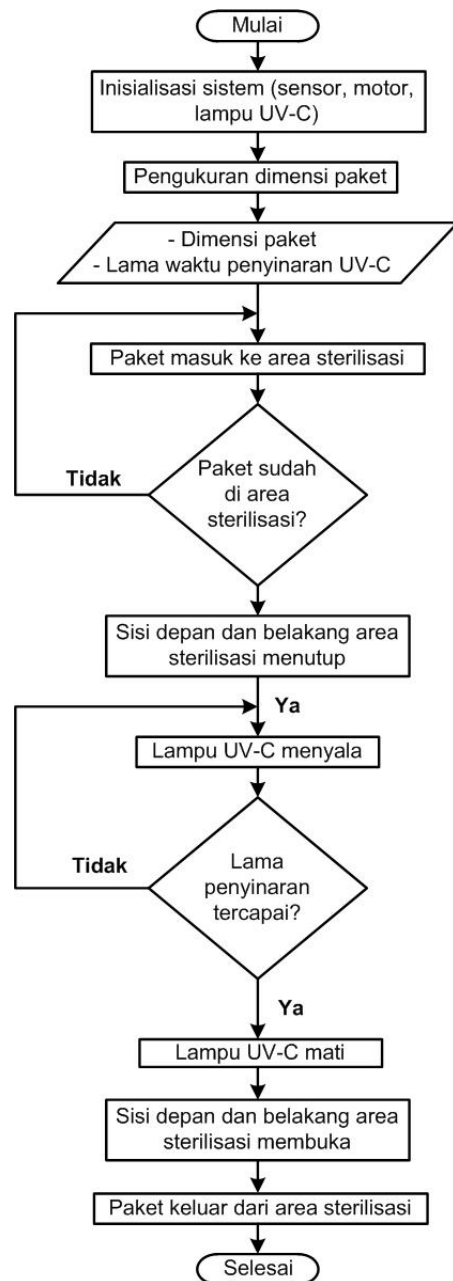 Mulai
Inisialisasi sistem (sensor, motor,
lampu UV-C)
Pengukuran dimensi paket
- Dimensi paket
- Lama waktu penyinaran UV-C
Paket masuk ke area sterilisasi
Tidak
Paket sudah
di area
sterilisasi?
Sisi depan dan belakang area
sterilisasi menutup
Ya
Lampu UV-C menyala
Tidak
Lama
penyinaran
tercapai?
Ya
Lampu UV-C mati
Sisi depan dan belakang area
sterilisasi membuka
Paket keluar dari area sterilisasi
Selesai